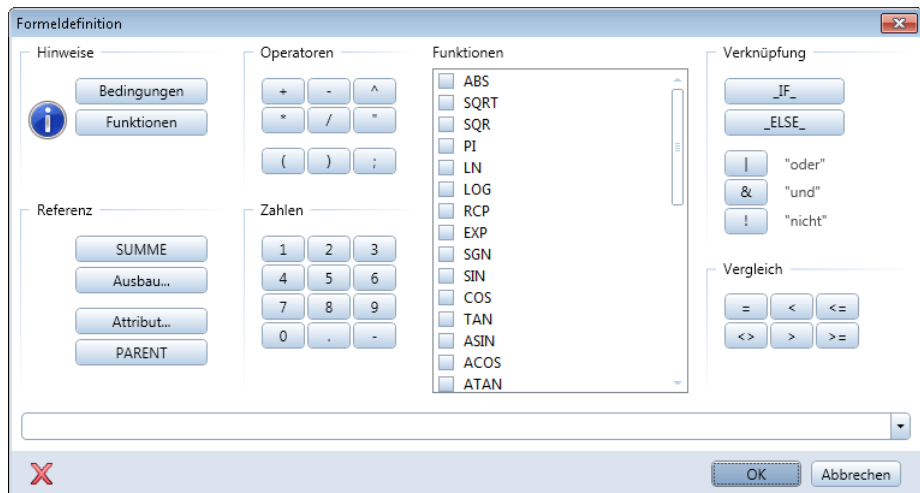 Formeldefinition
Hinweise
Bedingungen
Funktionen
Operatoren
+ - ^
* / "
( ) ;
Funktionen
ABS
SQRT
SQR
PI
LN
LOG
RCP
EXP
SGN
SIN
COS
TAN
ASIN
ACOS
ATAN
Verknüpfung
_IF_
_ELSE_
| "oder"
& "und"
! "nicht"
Referenz
SUMME
Ausbau...
Attribut...
PARENT
Zahlen
1 2 3
4 5 6
7 8 9
0 . -
Vergleich
= < <=
<> > >=
OK Abbrechen